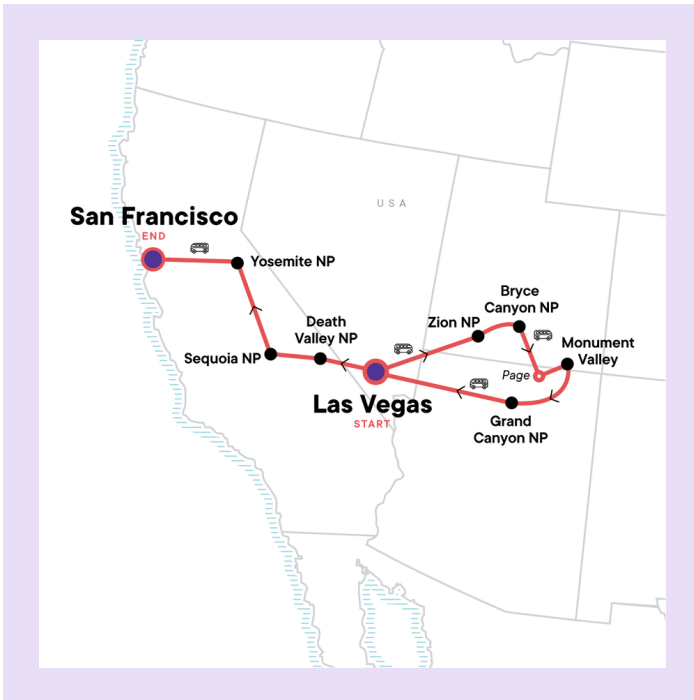 USA
San Francisco
END
Yosemite NP
Bryce
Canyon NP
Zion NP
Death
Valley NP
Monument
Valley
Sequoia NP
Page
Las Vegas
START
Grand
Canyon NP